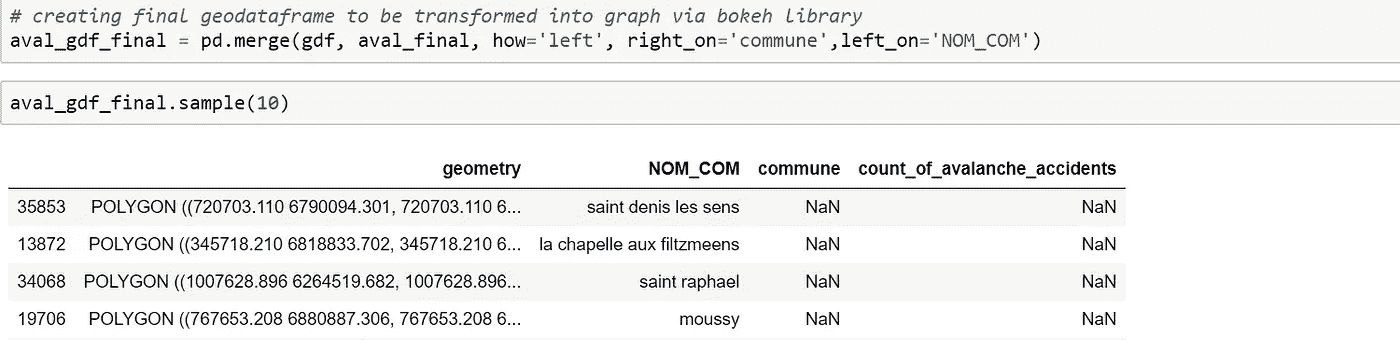 # creating final geodataframe to be transformed into graph via bokeh library
aval_gdf_final = pd.merge(gdf, aval_final, how='left', right_on='commune',left_on='NOM_COM')
aval_gdf_final.sample(10)
geometry NOM_COM commune count_of_avalanche_accidents
35853 POLYGON ((720703.110 6790094.301, 720703.110 6... saint denis les sens NaN NaN
13872 POLYGON ((345718.210 6818833.702, 345718.210 6... la chapelle aux filtzmeens NaN NaN
34068 POLYGON ((1007628.896 6264519.682, 1007628.896... saint raphael NaN NaN
19706 POLYGON ((767653.208 6880887.306, 767653.208 6... moussy NaN NaN